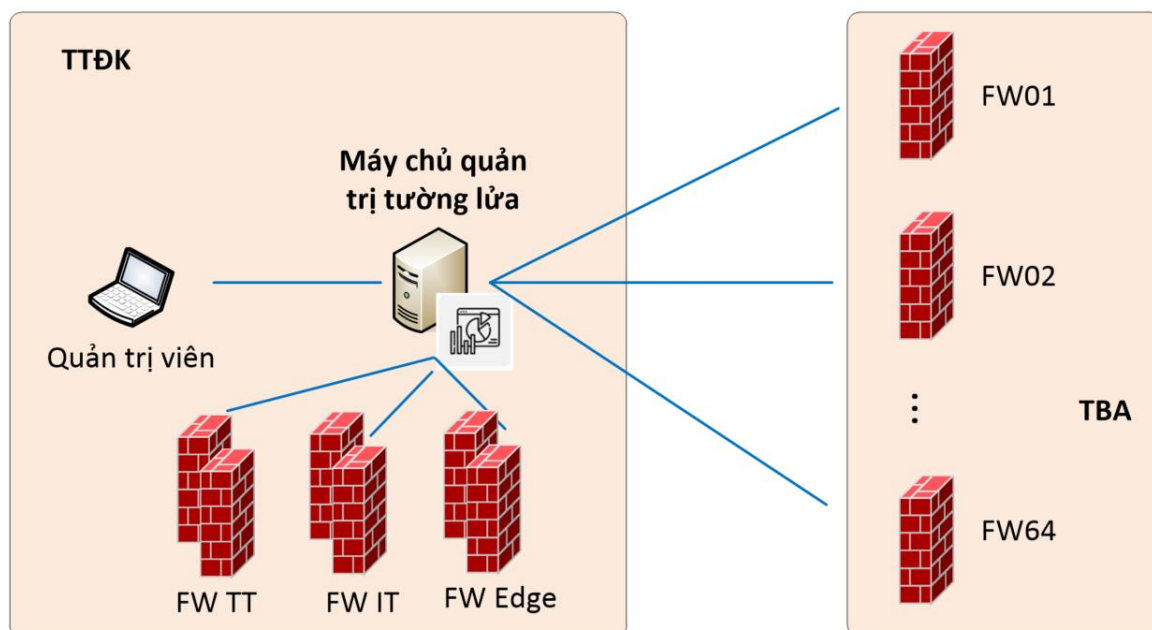 TTĐK
Máy chủ quản
trị tường lửa
Quản trị viên
FW TT
FW IT
FW Edge
FW01
FW02
⋮
TBA
FW64